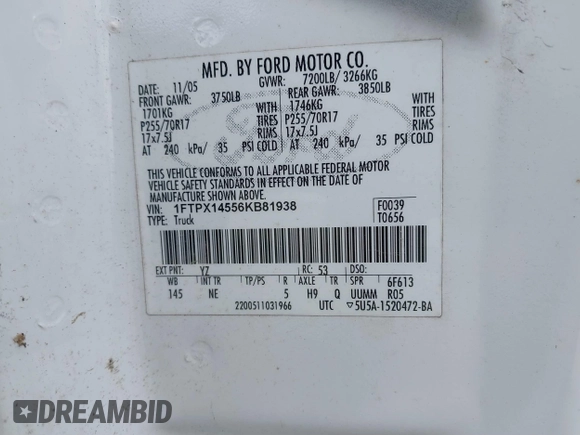 MFD. BY FORD MOTOR CO.
DATE: 11/05 GVWR: 7200LB/ 3266KG
FRONT GAWR: 3750LB REAR GAWR: 3850LB
1701KG WITH 1746KG WITH
P255/70R17 TIRES P255/70R17 TIRES
17x7.5J RIMS 17x7.5J RIMS
AT 240 kPa/ 35 PSI COLD AT 240 kPa/ 35 PSI COLD
Ford
THIS VEHICLE CONFORMS TO ALL APPLICABLE FEDERAL MOTOR
VEHICLE SAFETY STANDARDS IN EFFECT ON THE DATE OF
MANUFACTURE SHOWN ABOVE.
VIN: 1FTPX14556KB81938 F0039
TYPE: Truck T0656
EXT PNT: YZ RC: 53 DSO:
WB INT TR TP/PS R AXLE TR SPR 6F613
145 NE 5 H9 Q UUMM R05
2200511031966 UTC ▽5U5A-1520472-BA
DREAMBID